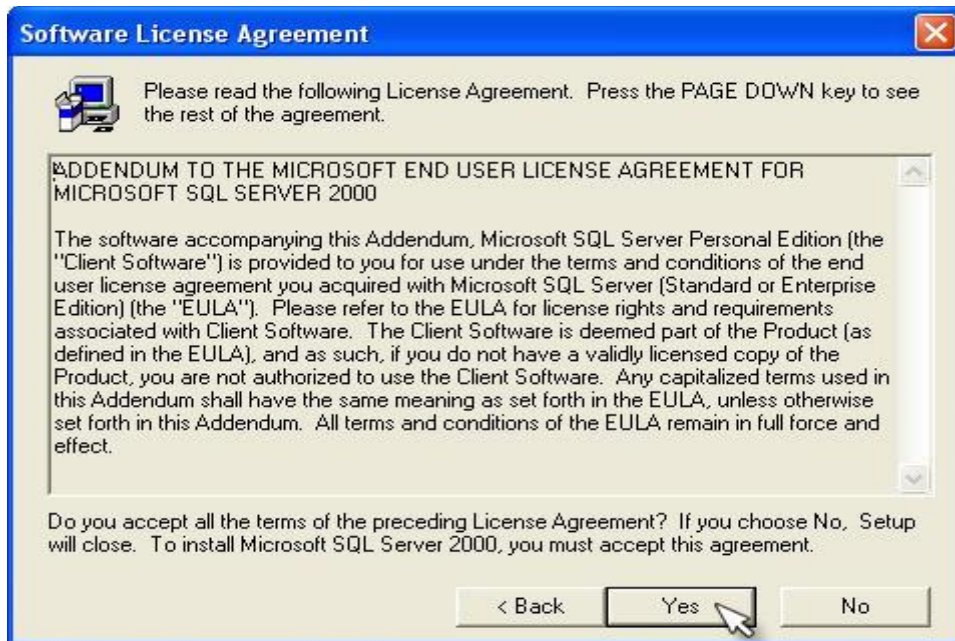 Software License Agreement
Please read the following License Agreement.  Press the PAGE DOWN key to see
the rest of the agreement.
ADDENDUM TO THE MICROSOFT END USER LICENSE AGREEMENT FOR
MICROSOFT SQL SERVER 2000
The software accompanying this Addendum, Microsoft SQL Server Personal Edition (the
"Client Software") is provided to you for use under the terms and conditions of the end
user license agreement you acquired with Microsoft SQL Server (Standard or Enterprise
Edition) (the "EULA").  Please refer to the EULA for license rights and requirements
associated with Client Software.  The Client Software is deemed part of the Product (as
defined in the EULA), and as such, if you do not have a validly licensed copy of the
Product, you are not authorized to use the Client Software.  Any capitalized terms used in
this Addendum shall have the same meaning as set forth in the EULA, unless otherwise
set forth in this Addendum.  All terms and conditions of the EULA remain in full force and
effect.
Do you accept all the terms of the preceding License Agreement?  If you choose No,  Setup
will close.  To install Microsoft SQL Server 2000, you must accept this agreement.
< Back
Yes
No